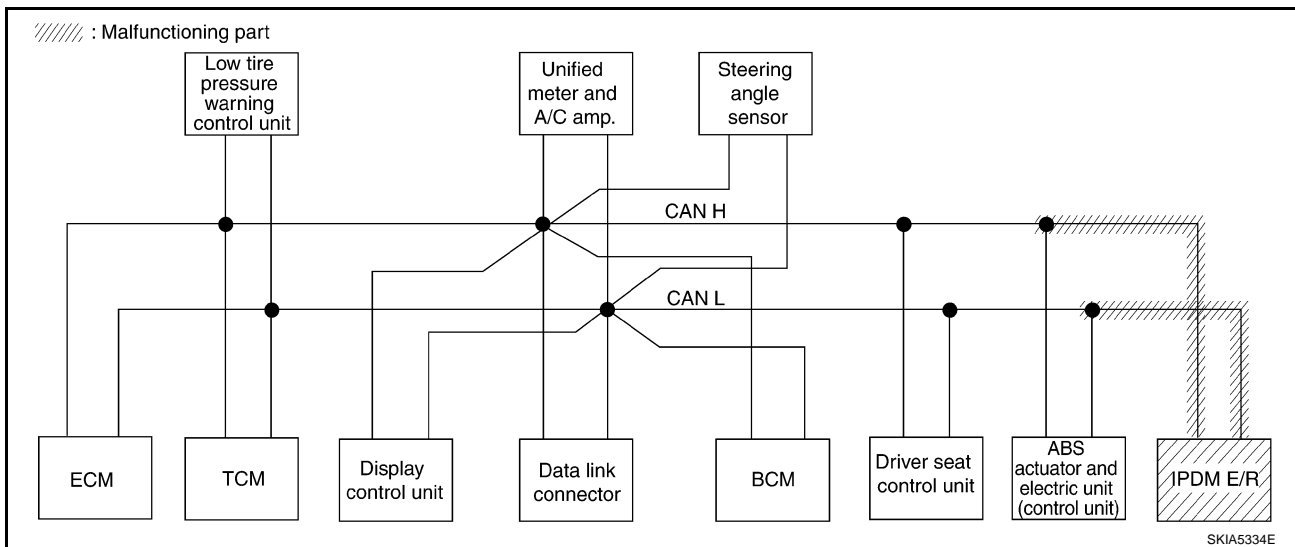 : Malfunctioning part
Low tire
pressure
warning
control unit
Unified
meter and
A/C amp.
Steering
angle
sensor
CAN H
CAN L
ECM
TCM
Display
control unit
Data link
connector
BCM
Driver seat
control unit
ABS
actuator and
electric unit
(control unit)
IPDM E/R
SKIA5334E